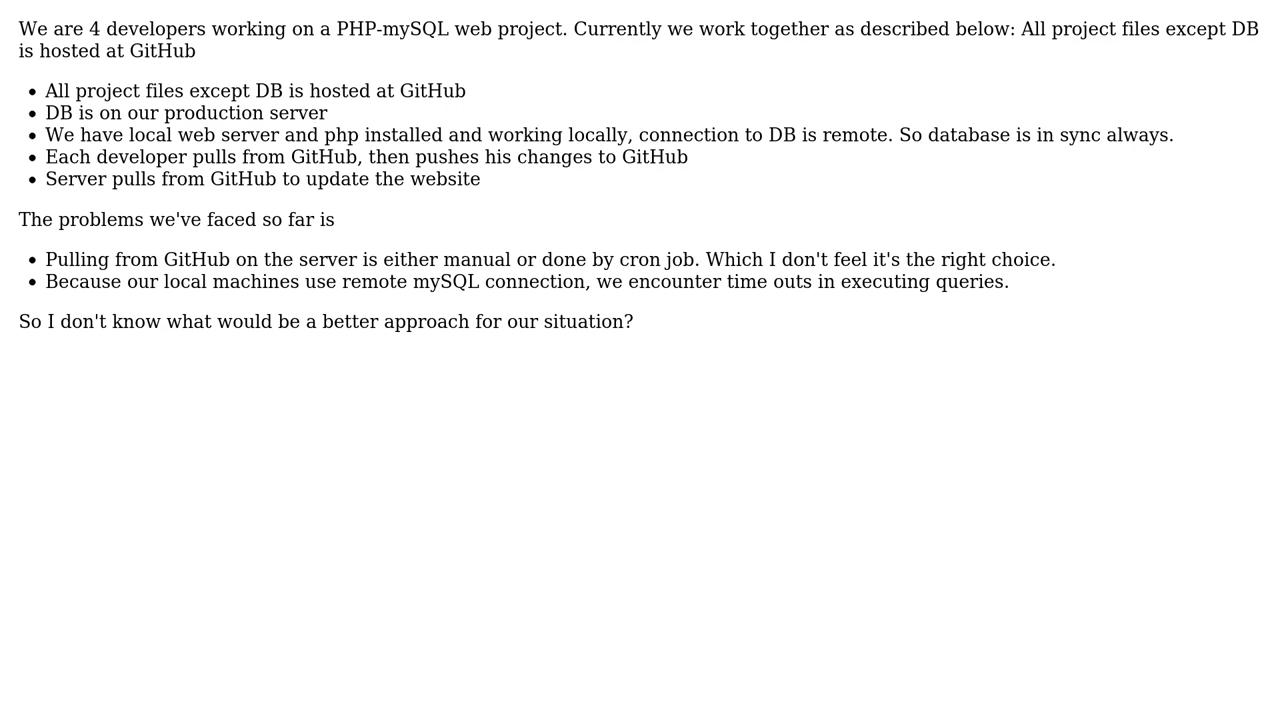 We are 4 developers working on a PHP-mySQL web project. Currently we work together as described below: All project files except DB
is hosted at GitHub
• All project files except DB is hosted at GitHub
• DB is on our production server
• We have local web server and php installed and working locally, connection to DB is remote. So database is in sync always.
• Each developer pulls from GitHub, then pushes his changes to GitHub
• Server pulls from GitHub to update the website
The problems we've faced so far is
• Pulling from GitHub on the server is either manual or done by cron job. Which I don't feel it's the right choice.
• Because our local machines use remote mySQL connection, we encounter time outs in executing queries.
So I don't know what would be a better approach for our situation?